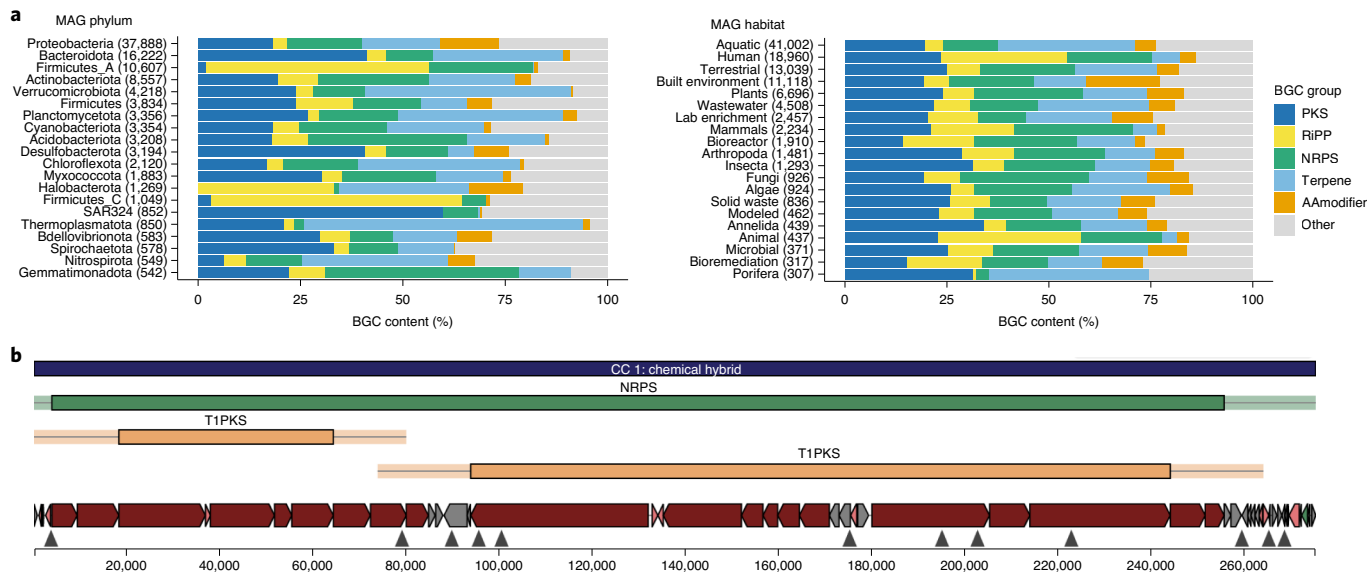 a
MAG phylum
Proteobacteria (37,888)
Bacteroidota (16,222)
Firmicutes_A (10,607)
Actinobacteriota (8,557)
Verrucomicrobiota (4,218)
Firmicutes (3,834)
Planctomycetota (3,356)
Cyanobacteriota (3,354)
Acidobacteriota (3,208)
Desulfobacterota (3,194)
Chloroflexota (2,120)
Myxococcota (1,883)
Halobacterota (1,269)
Firmicutes_C (1,049)
SAR324 (852)
Thermoplasmatota (850)
Bdellovibrionota (583)
Spirochaetota (578)
Nitrospirota (549)
Gemmatimonadota (542)
0 25 50 75 100
BGC content (%)
MAG habitat
Aquatic (41,002)
Human (18,960)
Terrestrial (13,039)
Built environment (11,118)
Plants (6,696)
Wastewater (4,508)
Lab enrichment (2,457)
Mammals (2,234)
Bioreactor (1,910)
Arthropoda (1,481)
Insecta (1,293)
Fungi (926)
Algae (924)
Solid waste (836)
Modeled (462)
Annelida (439)
Animal (437)
Microbial (371)
Bioremediation (317)
Porifera (307)
0 25 50 75 100
BGC content (%)
BGC group
PKS
RiPP
NRPS
Terpene
AAmodifier
Other
b
CC 1: chemical hybrid
NRPS
T1PKS
T1PKS
20,000 40,000 60,000 80,000 100,000 120,000 140,000 160,000 180,000 200,000 220,000 240,000 260,000